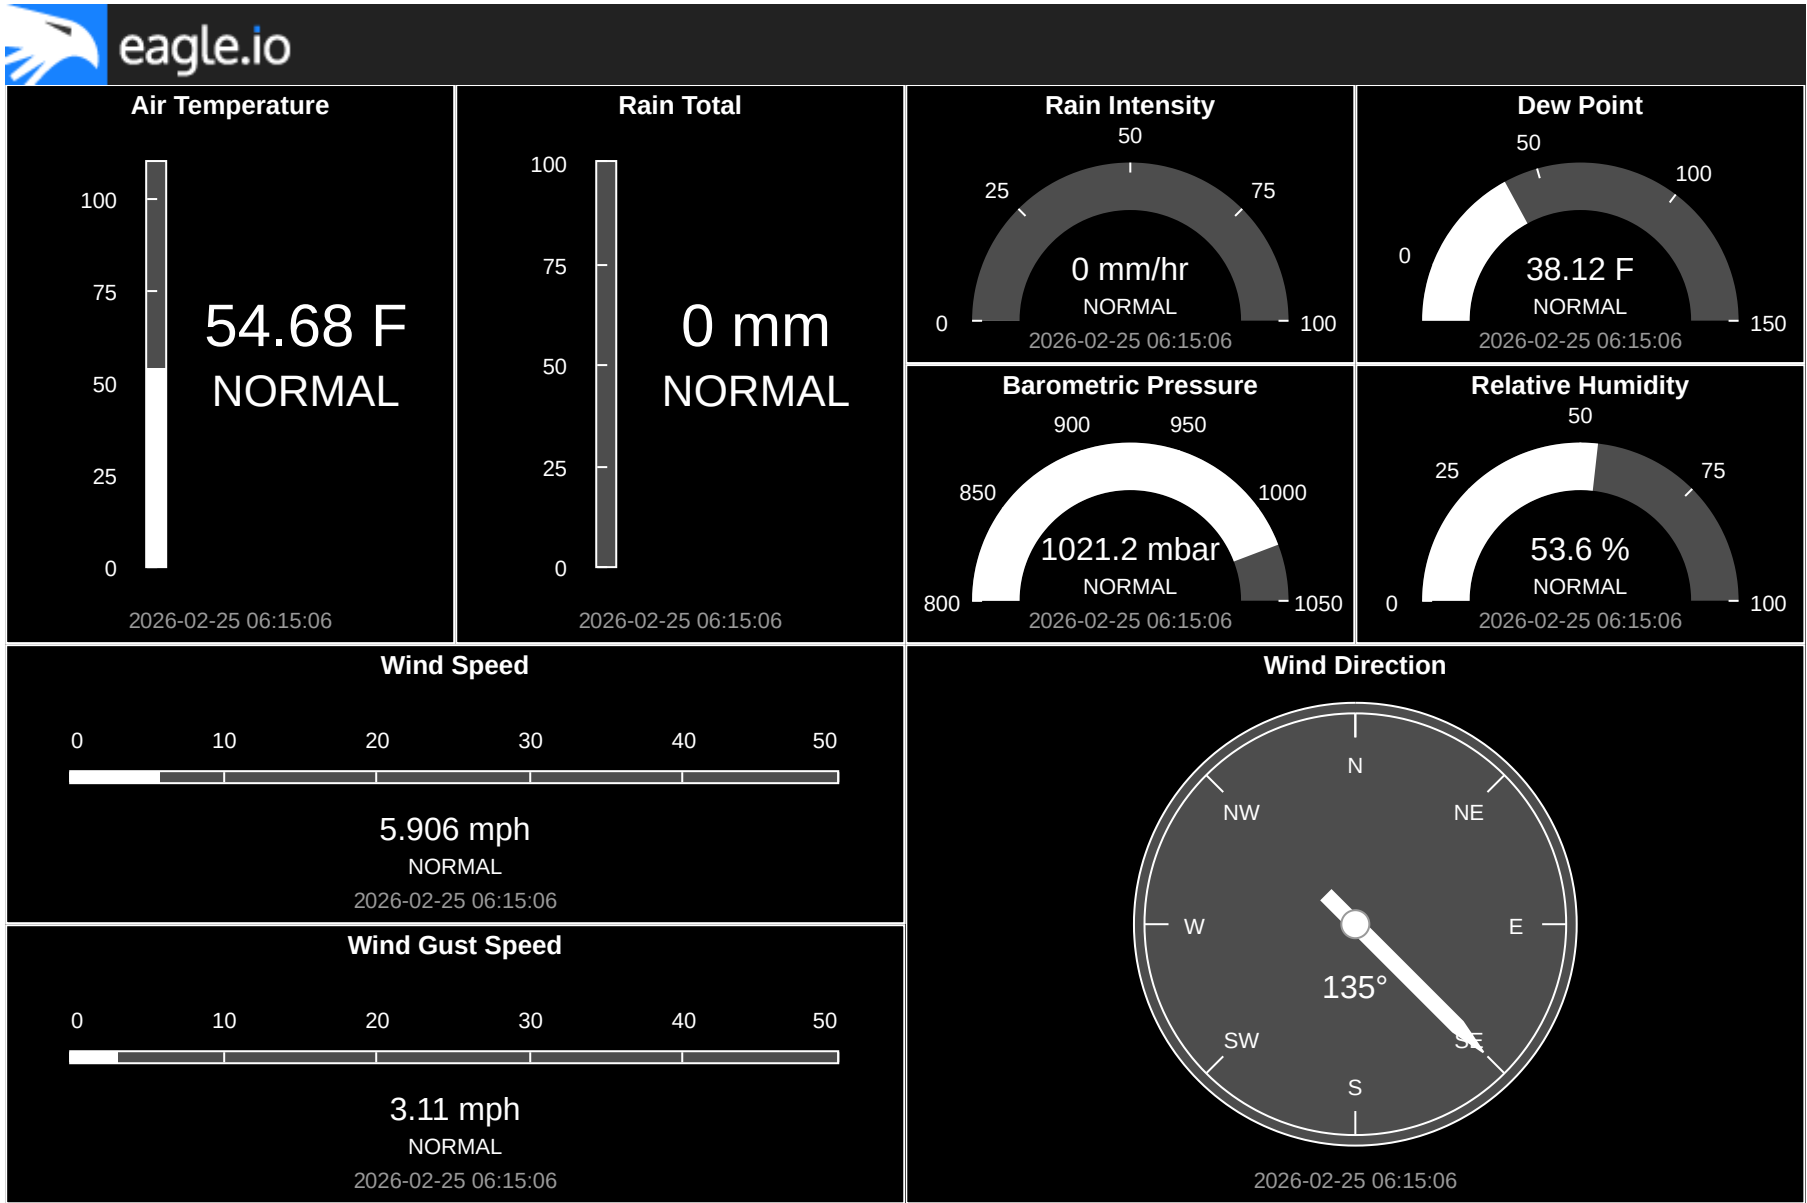 eagle.io
Air Temperature
100
75
50
25
0
54.68 F
NORMAL
2026-02-25 06:15:06
Rain Total
100
75
50
25
0
0 mm
NORMAL
2026-02-25 06:15:06
Rain Intensity
0
25
50
75
100
0 mm/hr
NORMAL
2026-02-25 06:15:06
Dew Point
0
50
100
150
38.12 F
NORMAL
2026-02-25 06:15:06
Barometric Pressure
800
850
900
950
1000
1050
1021.2 mbar
NORMAL
2026-02-25 06:15:06
Relative Humidity
0
25
50
75
100
53.6 %
NORMAL
2026-02-25 06:15:06
Wind Speed
0 10 20 30 40 50
5.906 mph
NORMAL
2026-02-25 06:15:06
Wind Gust Speed
0 10 20 30 40 50
3.11 mph
NORMAL
2026-02-25 06:15:06
Wind Direction
N
NW NE
W E
135°
SW SE
S
2026-02-25 06:15:06